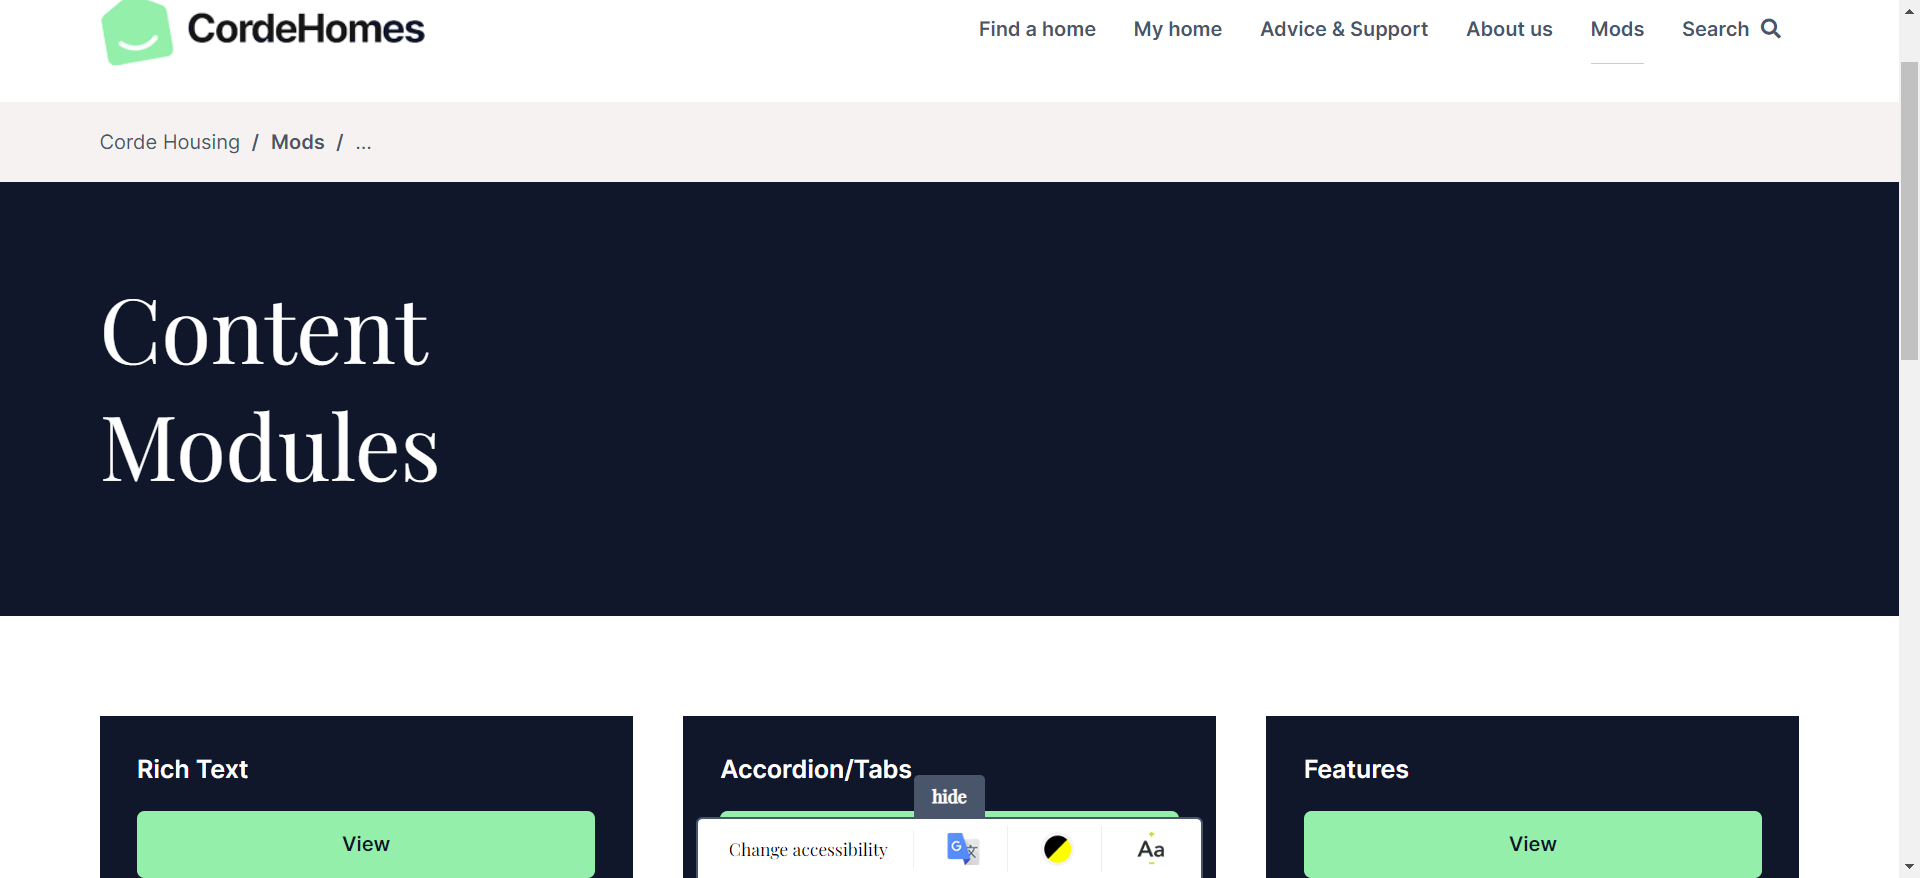 CordeHomes
Find a home
My home
Advice & Support
About us
Mods
Search
Corde Housing / Mods / ...
Content
Modules
Rich Text
View
Accordion/Tabs
Features
View
hide
Change accessibility
G 文
Aa